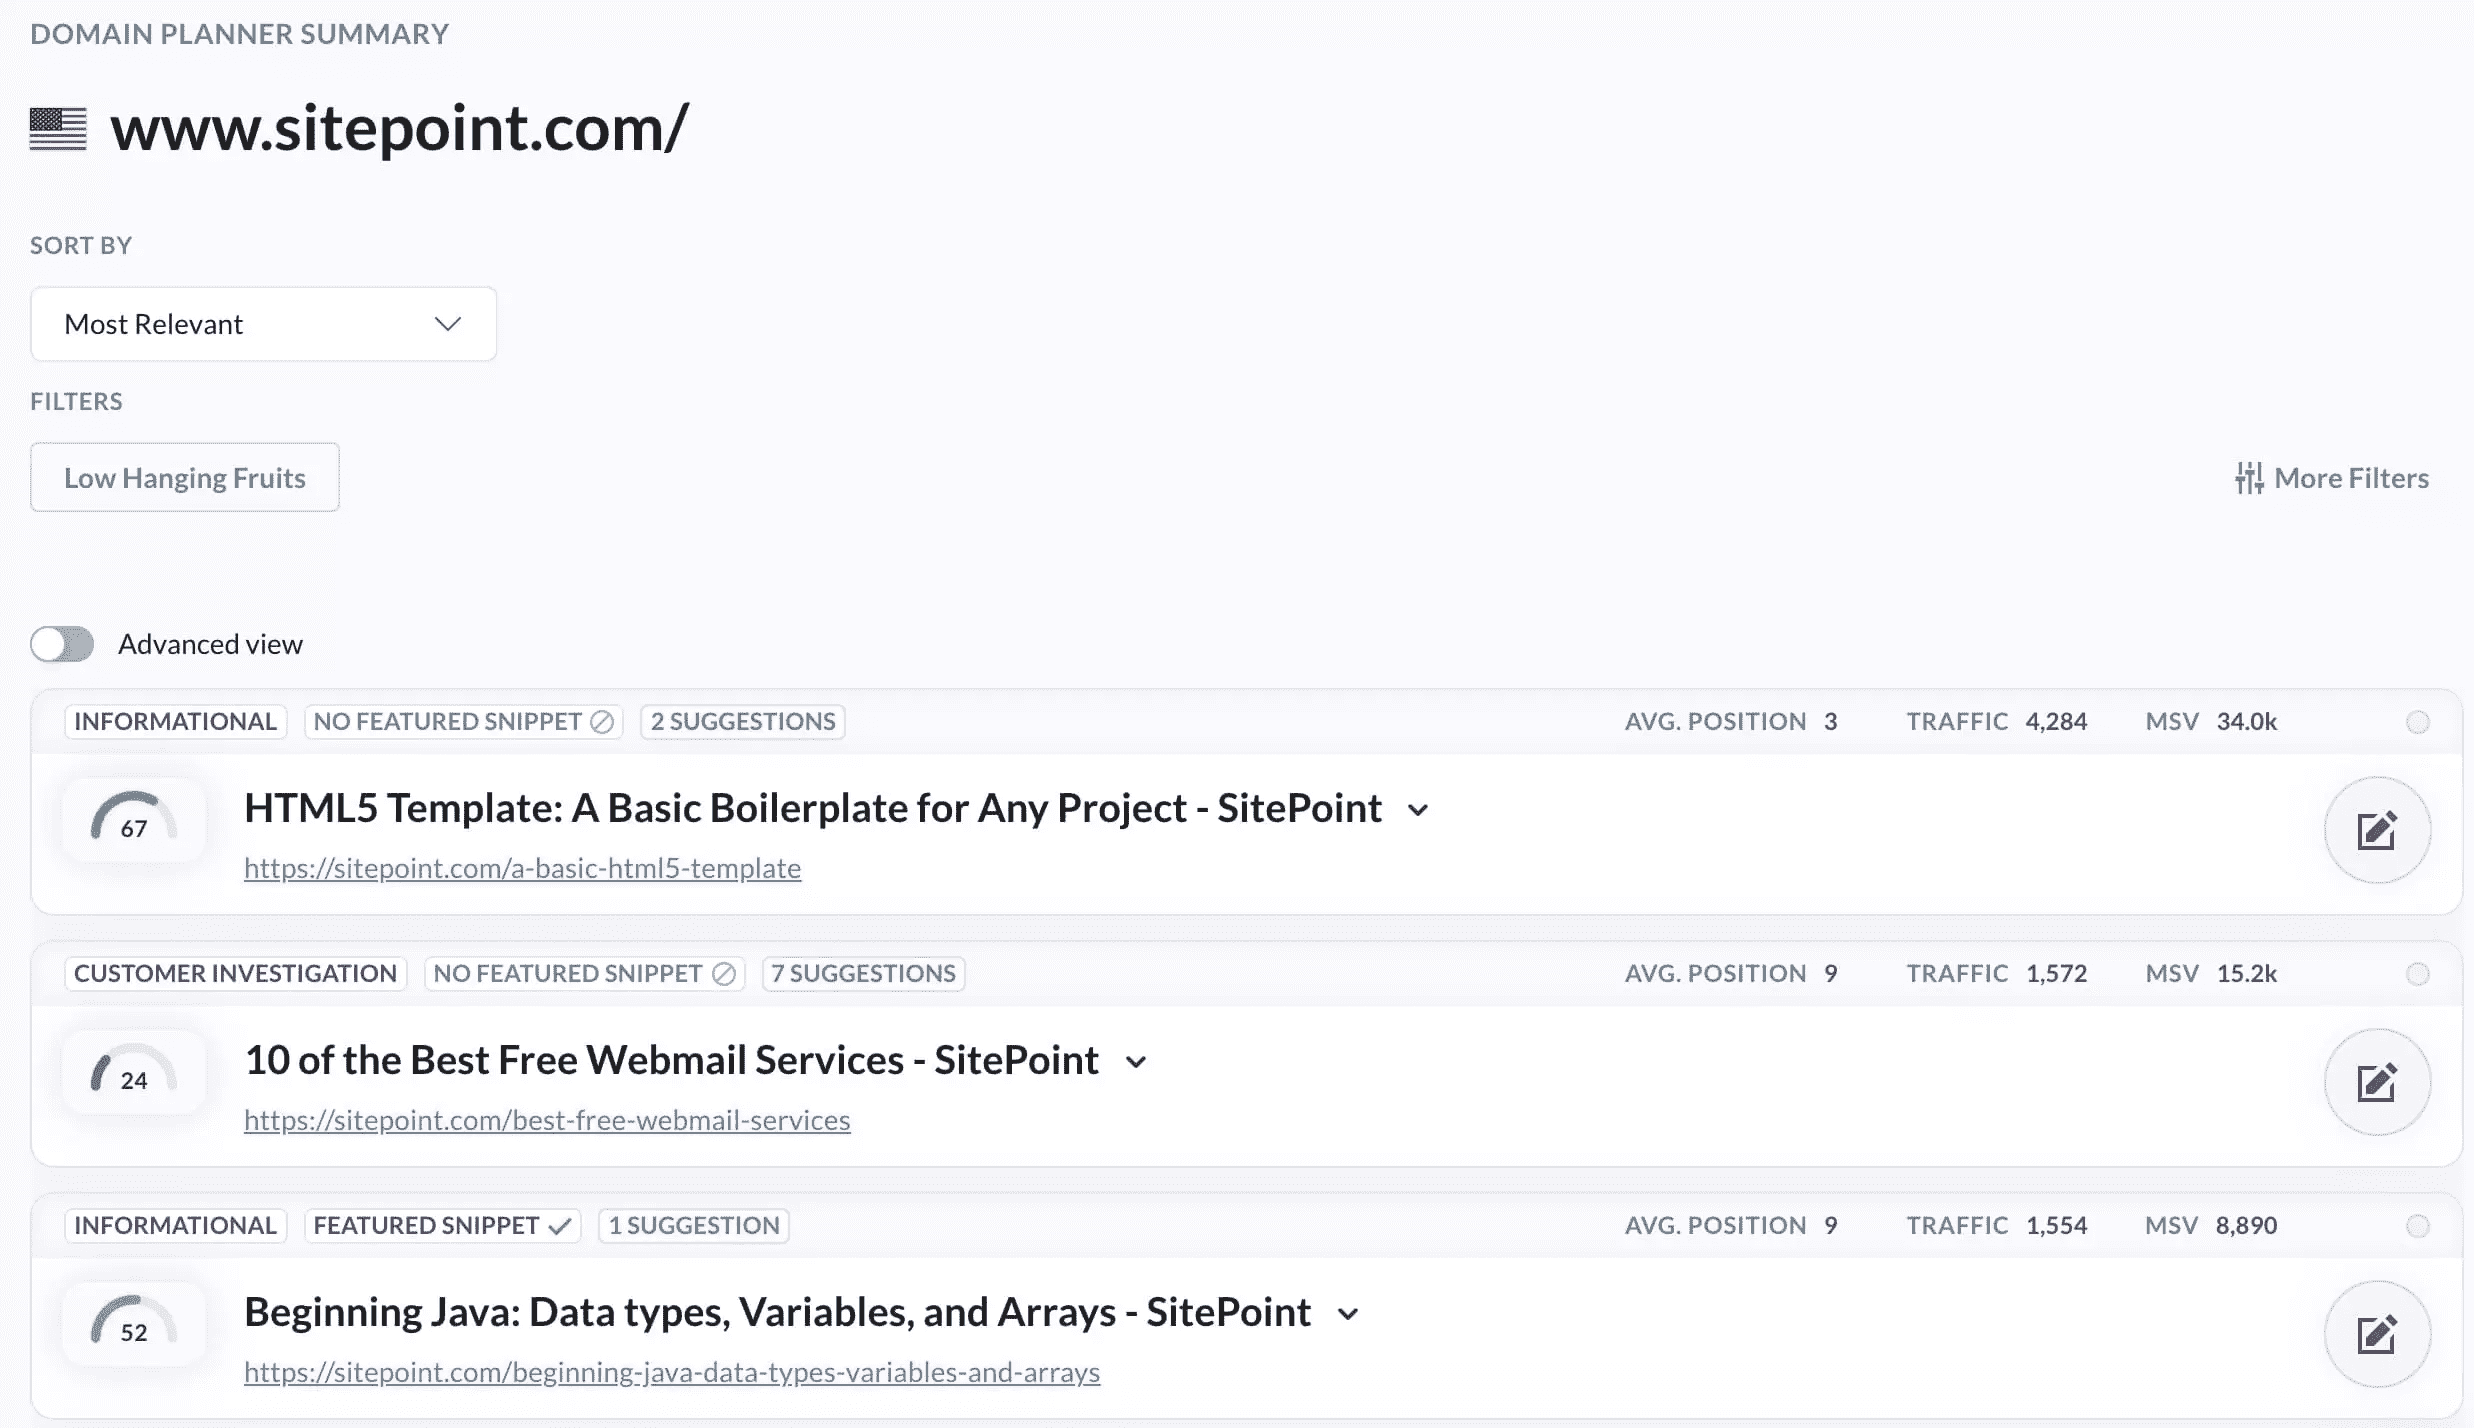 DOMAIN PLANNER SUMMARY
www.sitepoint.com/
SORT BY
Most Relevant
FILTERS
Low Hanging Fruits
More Filters
Advanced view
INFORMATIONAL NO FEATURED SNIPPET 2 SUGGESTIONS AVG. POSITION 3 TRAFFIC 4,284 MSV 34.0k
67 HTML5 Template: A Basic Boilerplate for Any Project - SitePoint
https://sitepoint.com/a-basic-html5-template
CUSTOMER INVESTIGATION NO FEATURED SNIPPET 7 SUGGESTIONS AVG. POSITION 9 TRAFFIC 1,572 MSV 15.2k
24 10 of the Best Free Webmail Services - SitePoint
https://sitepoint.com/best-free-webmail-services
INFORMATIONAL FEATURED SNIPPET 1 SUGGESTION AVG. POSITION 9 TRAFFIC 1,554 MSV 8,890
52 Beginning Java: Data types, Variables, and Arrays - SitePoint
https://sitepoint.com/beginning-java-data-types-variables-and-arrays